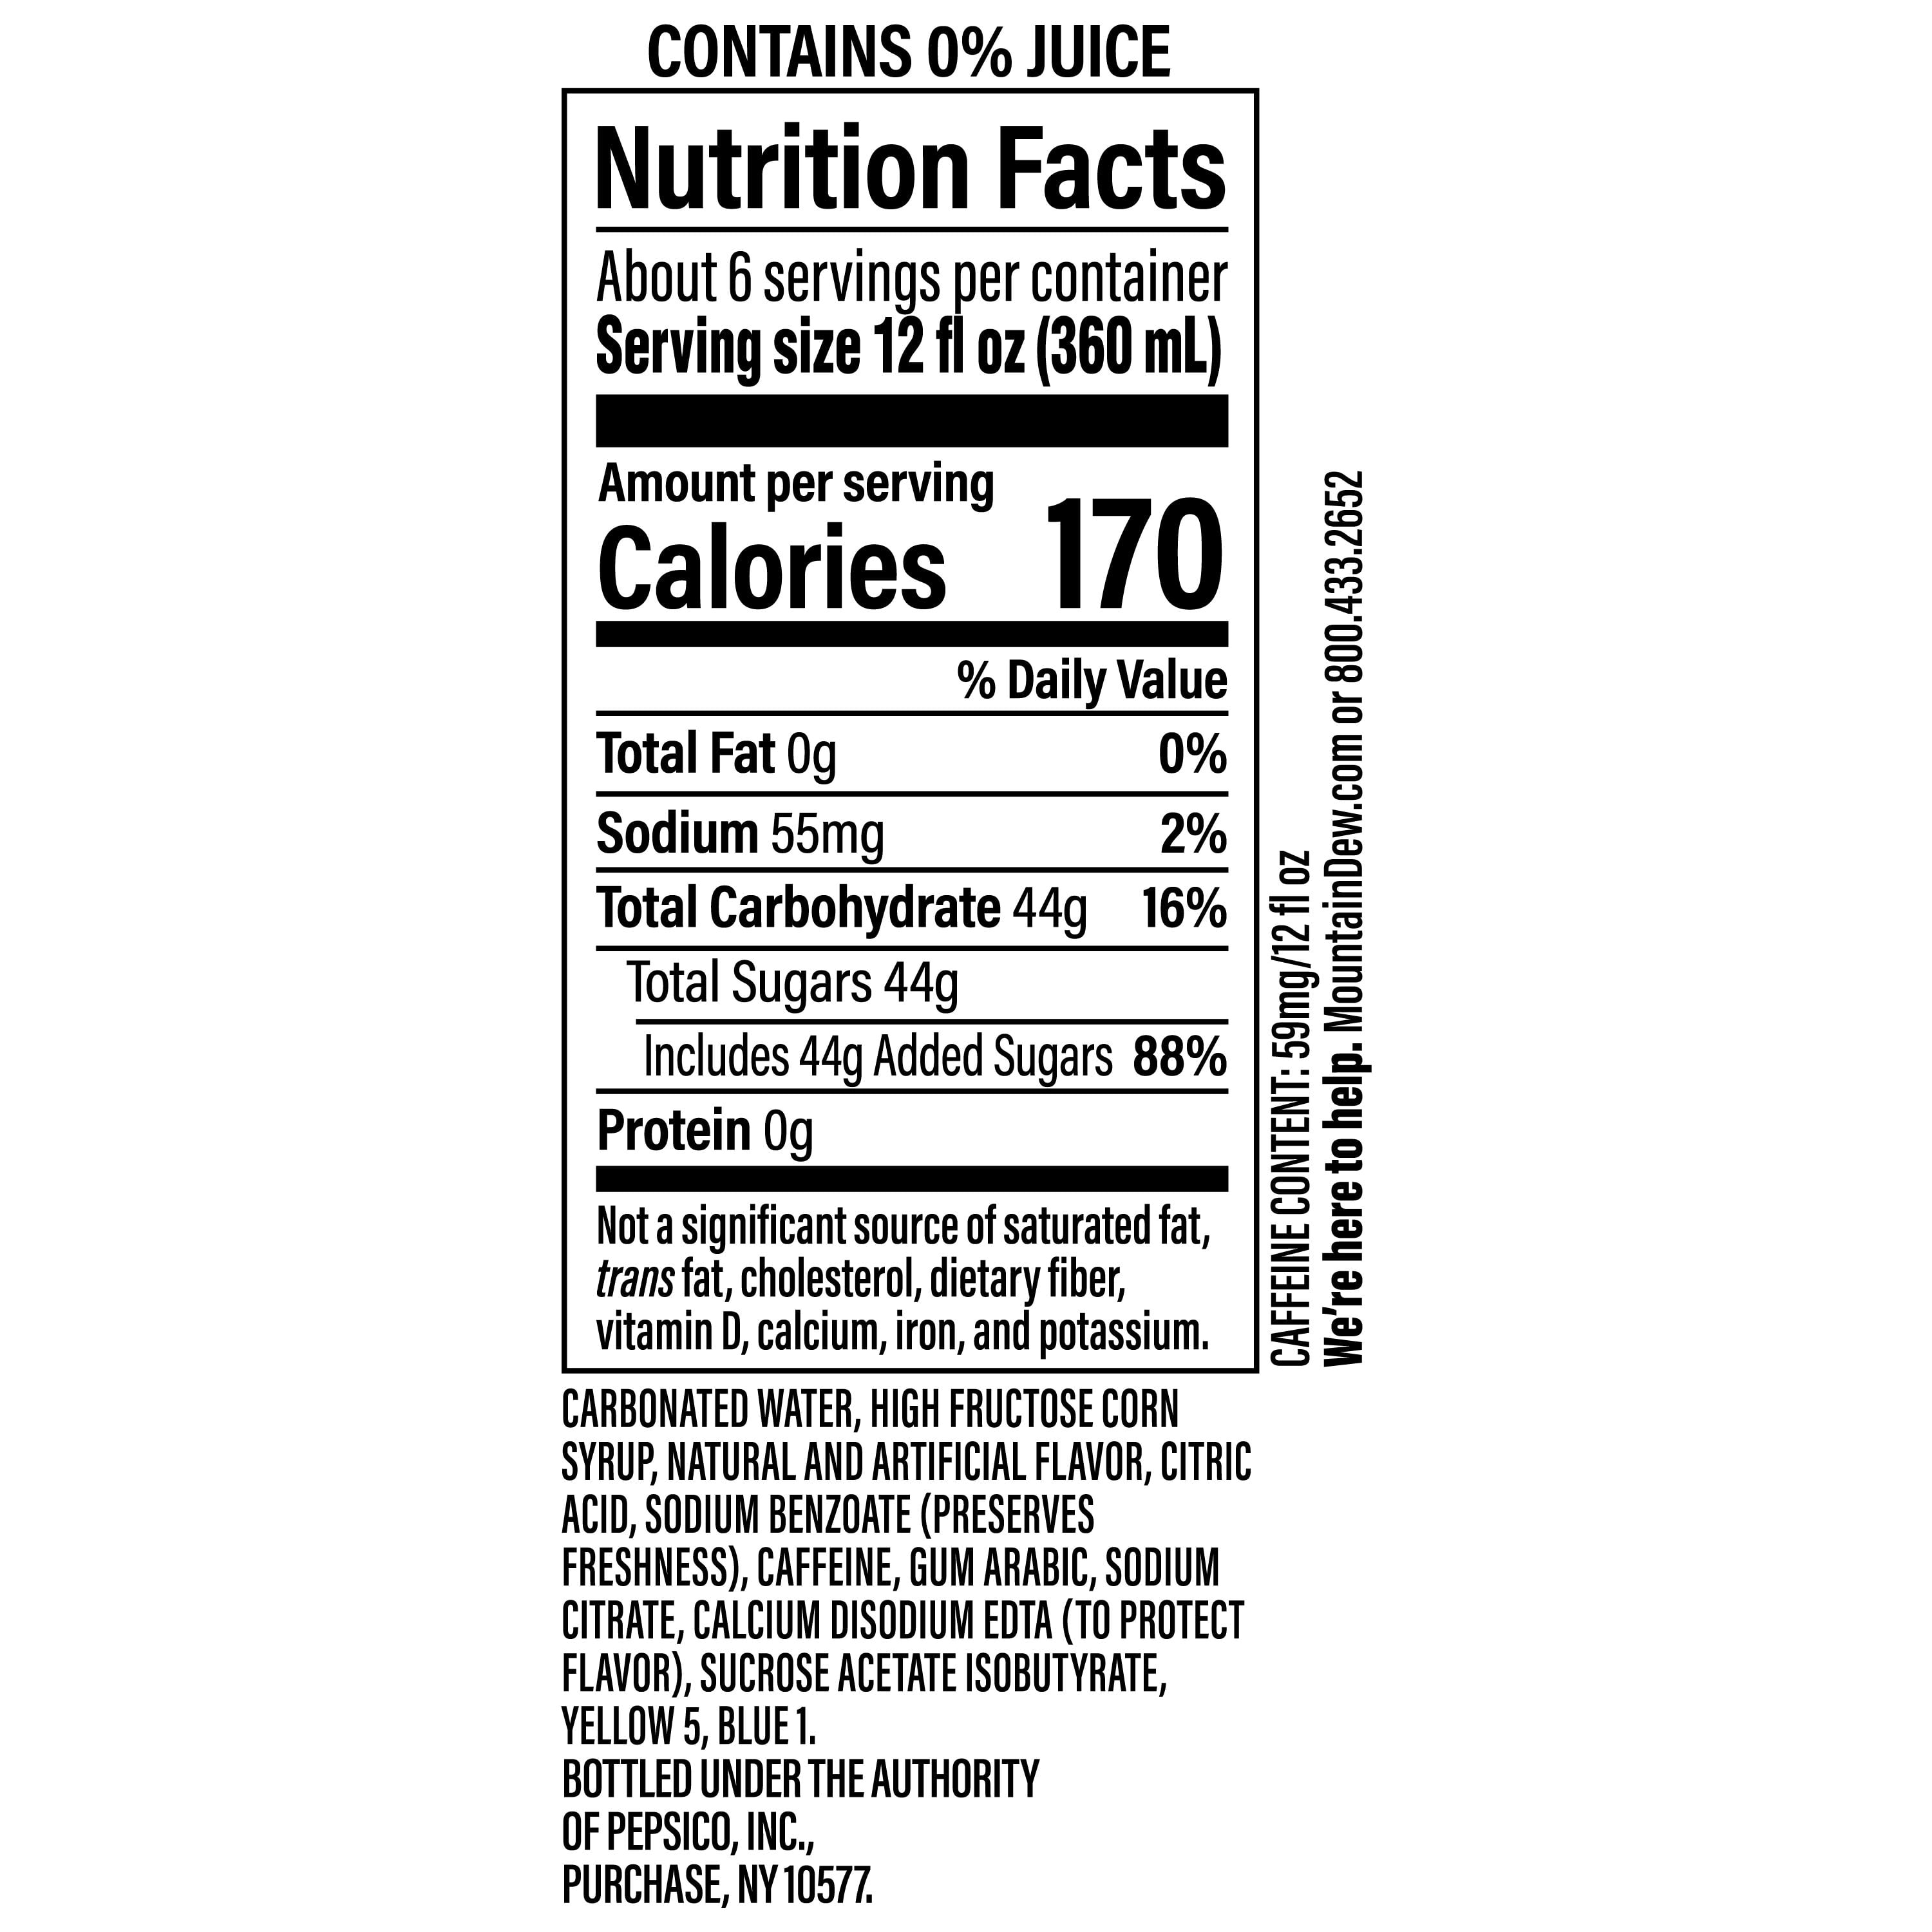 CONTAINS 0% JUICE
Nutrition Facts
About 6 servings per container
Serving size 12 fl oz (360 mL)
Amount per serving
Calories 170
% Daily Value
Total Fat 0g 0%
Sodium 55mg 2%
Total Carbohydrate 44g 16%
Total Sugars 44g
Includes 44g Added Sugars 88%
Protein 0g
Not a significant source of saturated fat,
trans fat, cholesterol, dietary fiber,
vitamin D, calcium, iron, and potassium.
CAFFEINE CONTENT: 59mg/12 fl oz
We're here to help. MountainDew.com or 800.433.2652
CARBONATED WATER, HIGH FRUCTOSE CORN
SYRUP, NATURAL AND ARTIFICIAL FLAVOR, CITRIC
ACID, SODIUM BENZOATE (PRESERVES
FRESHNESS), CAFFEINE, GUM ARABIC, SODIUM
CITRATE, CALCIUM DISODIUM EDTA (TO PROTECT
FLAVOR), SUCROSE ACETATE ISOBUTYRATE,
YELLOW 5, BLUE 1.
BOTTLED UNDER THE AUTHORITY
OF PEPSICO, INC.,
PURCHASE, NY 10577.